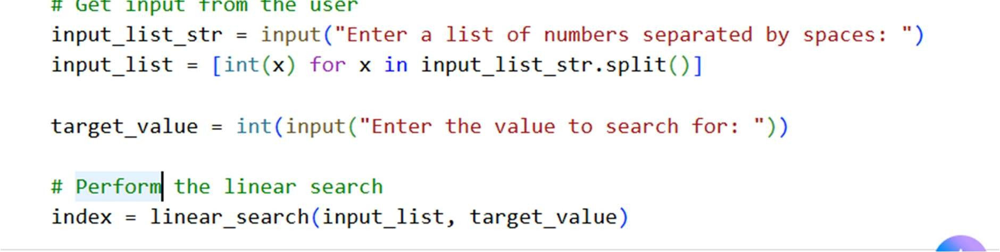 # Get input from the user
input_list_str = input("Enter a list of numbers separated by spaces: ")
input_list = [int(x) for x in input_list_str.split()]
target_value = int(input("Enter the value to search for: "))
# Perform the linear search
index = linear_search(input_list, target_value)